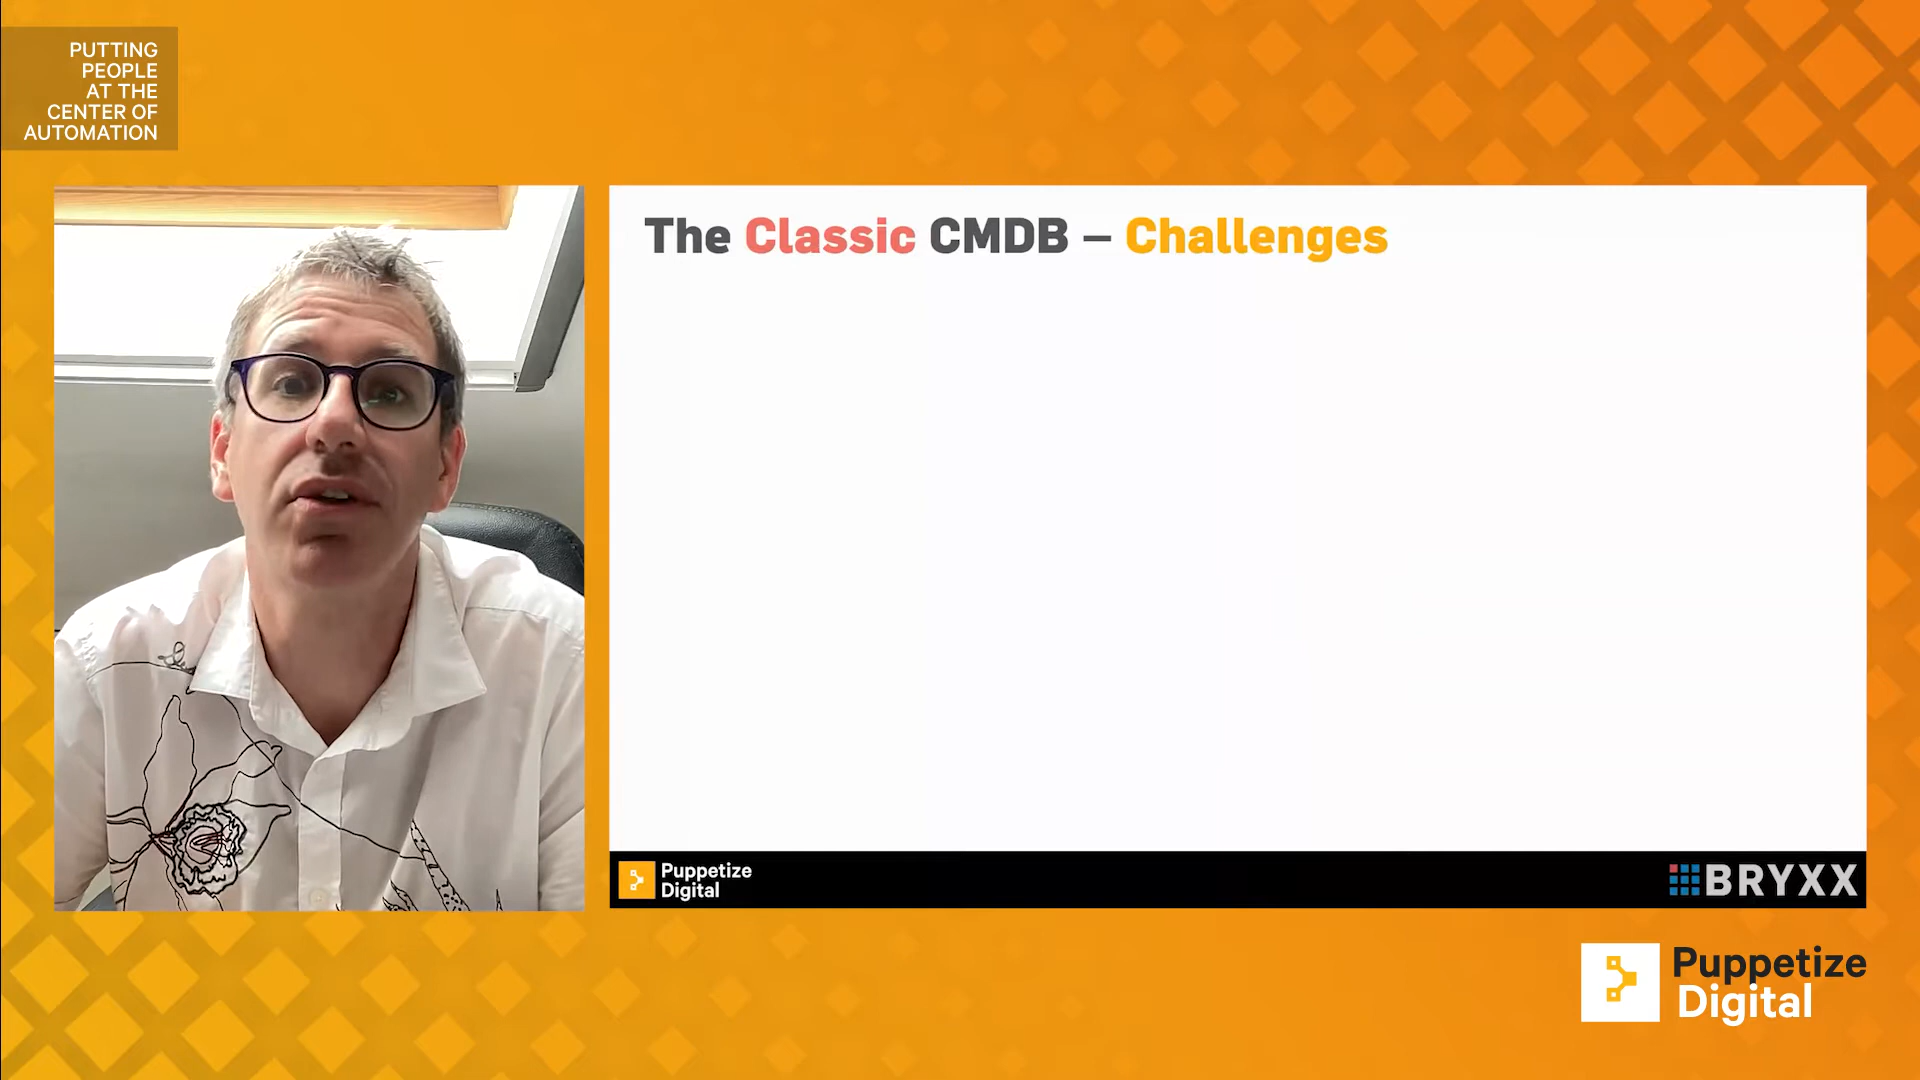 PUTTING
PEOPLE
AT THE
CENTER OF
AUTOMATION
The Classic CMDB – Challenges
Puppetize
Digital
BRYXX
Puppetize
Digital